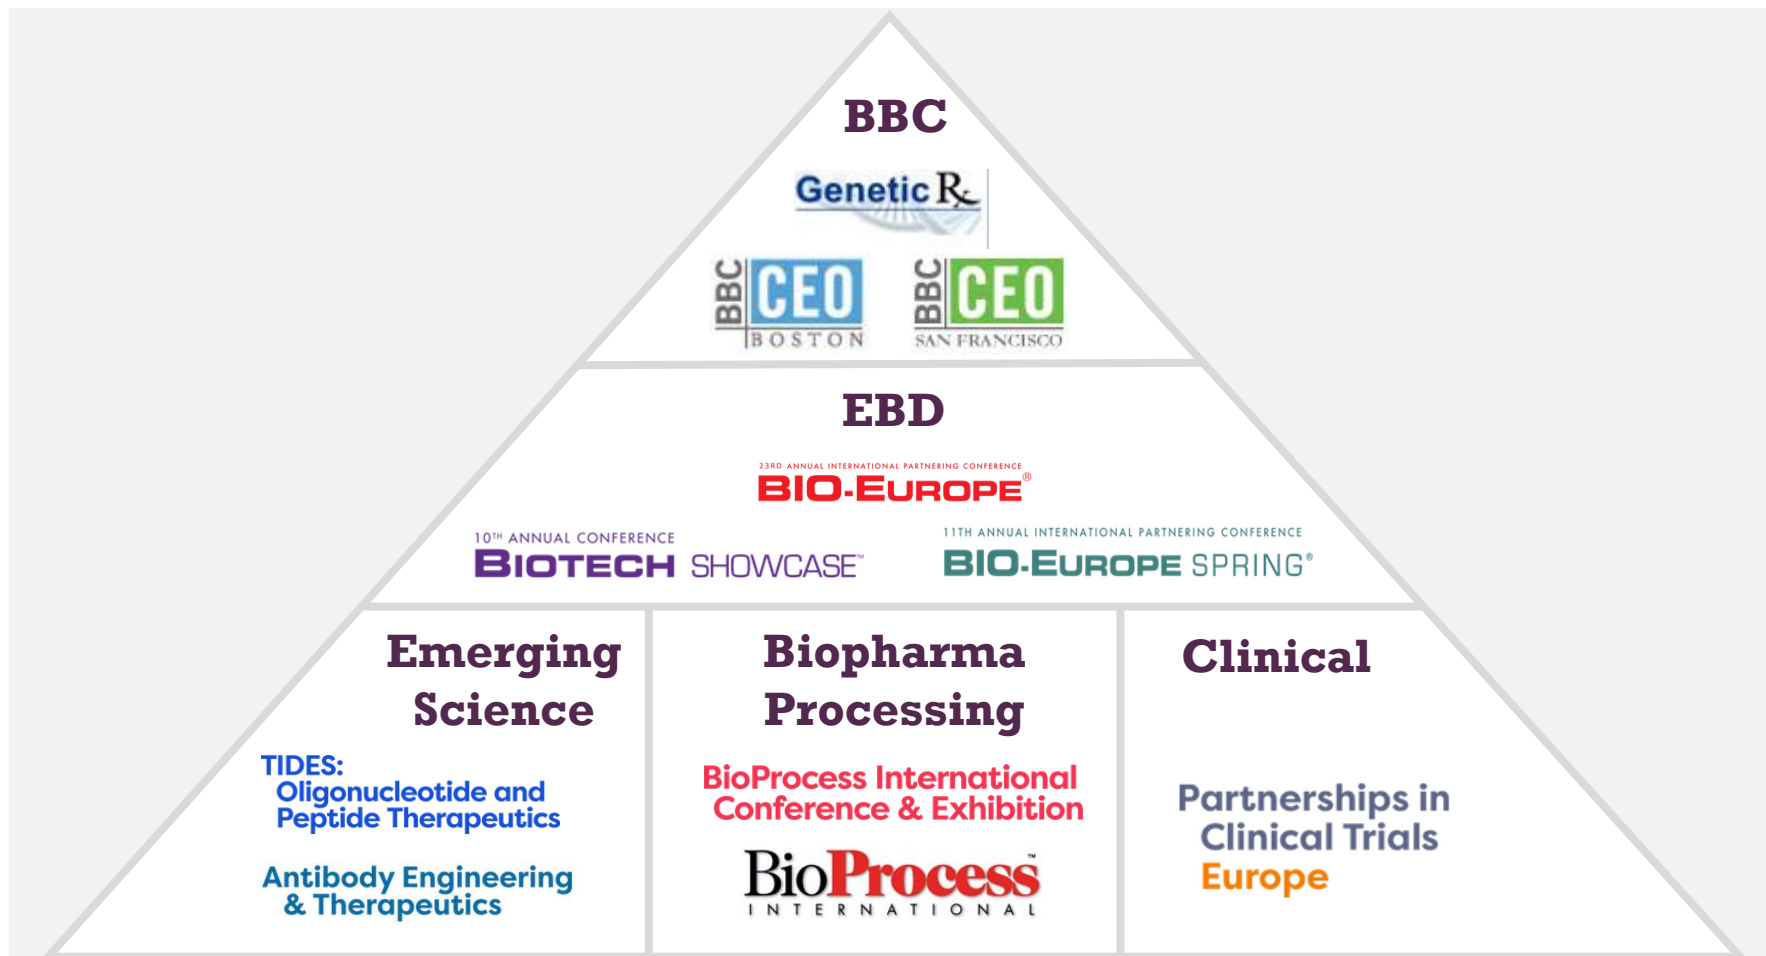 BBC
Genetic Rx
BBC CEO
BOSTON
BBC CEO
SAN FRANCISCO
EBD
23RD ANNUAL INTERNATIONAL PARTNERING CONFERENCE
BIO-EUROPE®
10TH ANNUAL CONFERENCE
BIOTECH SHOWCASE™
11TH ANNUAL INTERNATIONAL PARTNERING CONFERENCE
BIO-EUROPE SPRING®
Emerging
Science
TIDES:
Oligonucleotide and
Peptide Therapeutics
Antibody Engineering
& Therapeutics
Biopharma
Processing
BioProcess International
Conference & Exhibition
BioProcess™
INTERNATIONAL
Clinical
Partnerships in
Clinical Trials
Europe